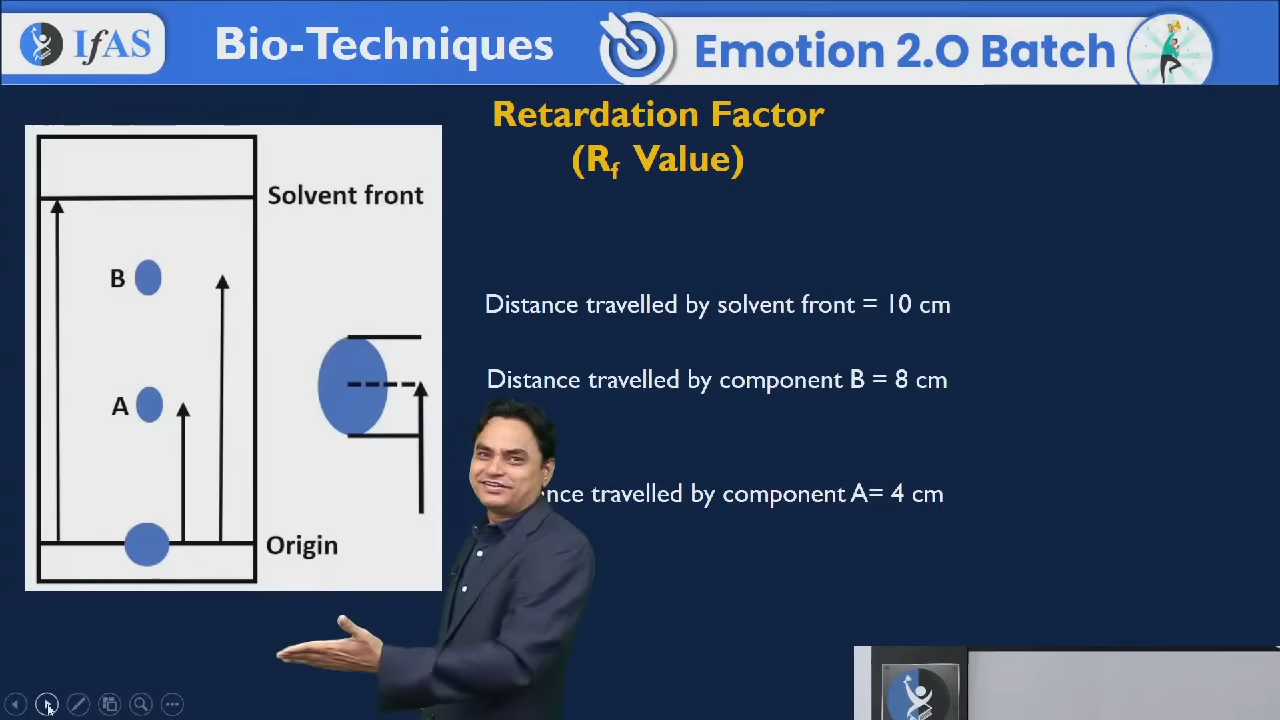 IfAS
Bio-Techniques
Emotion 2.O Batch
Retardation Factor
(Rf Value)
Solvent front
B
A
Origin
Distance travelled by solvent front = 10 cm
Distance travelled by component B = 8 cm
travelled by component A= 4 cm